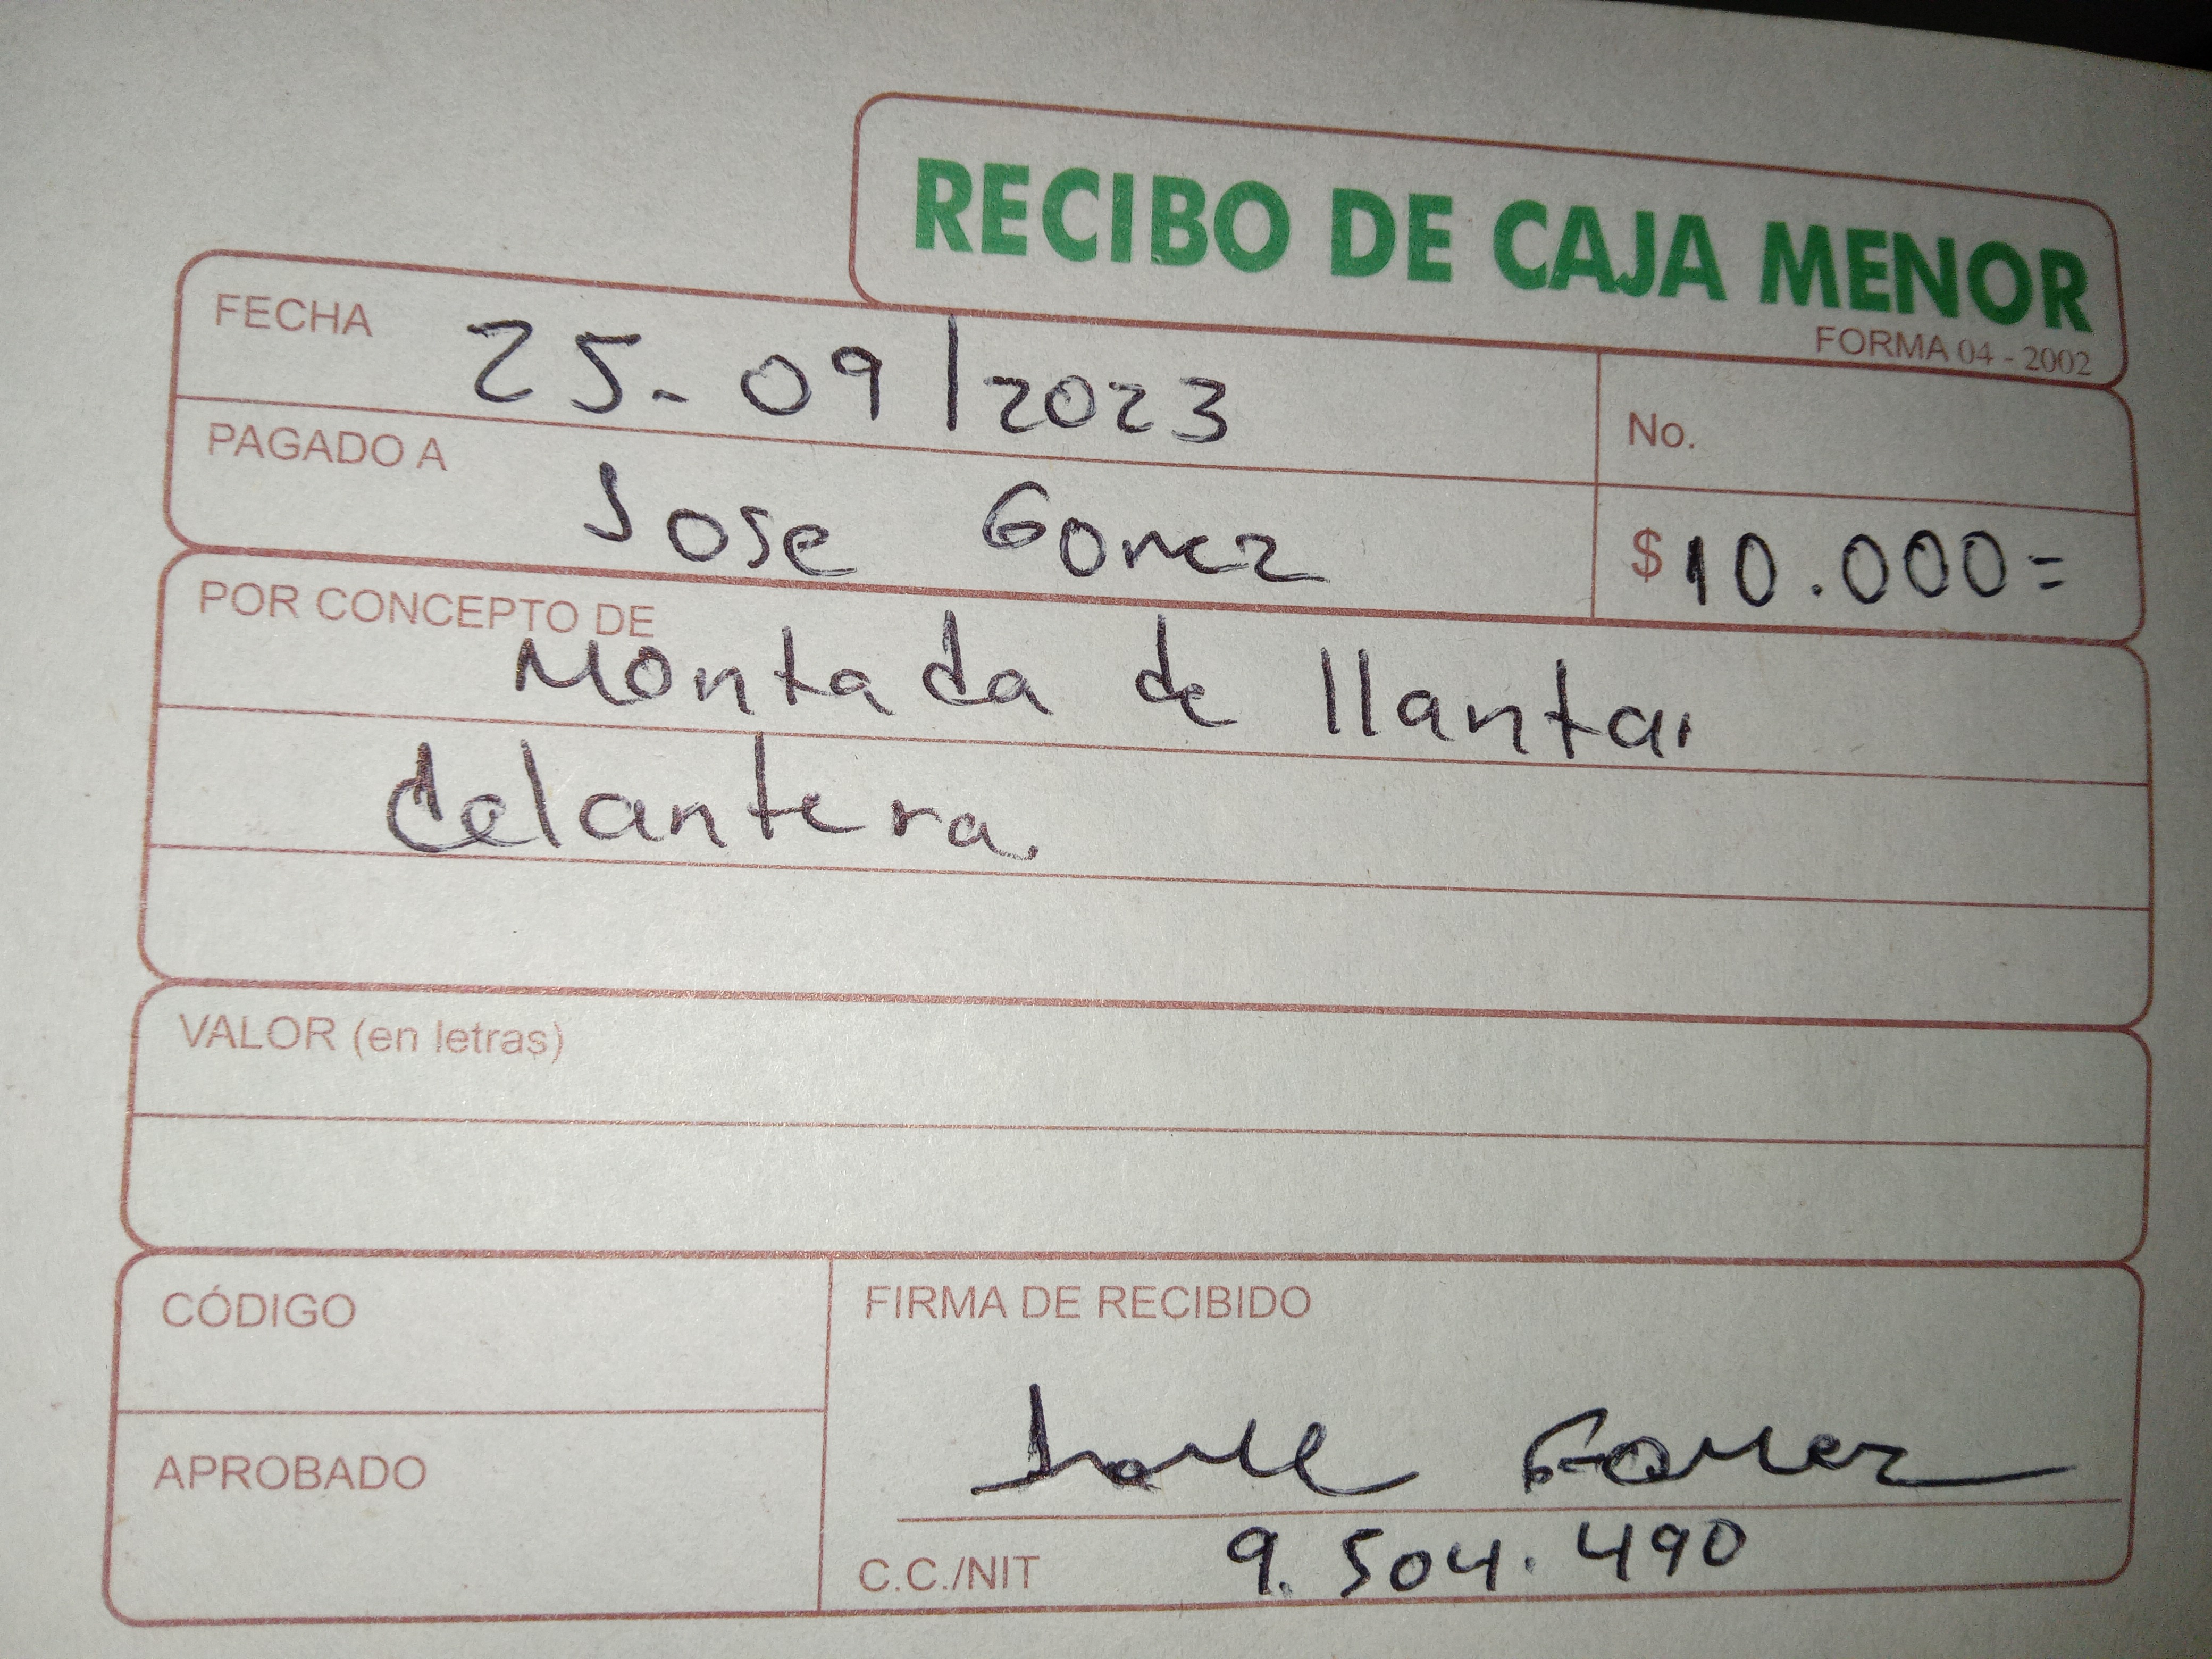 RECIBO DE CAJA MENOR
FORMA 04 - 2002
FECHA 25-09/2023
No.
PAGADO A Jose Gomez
$ 10.000=
POR CONCEPTO DE
Montada de llanta
delantera
VALOR (en letras)
CÓDIGO
FIRMA DE RECIBIDO
Gomez
APROBADO
C.C./NIT 9.504.490